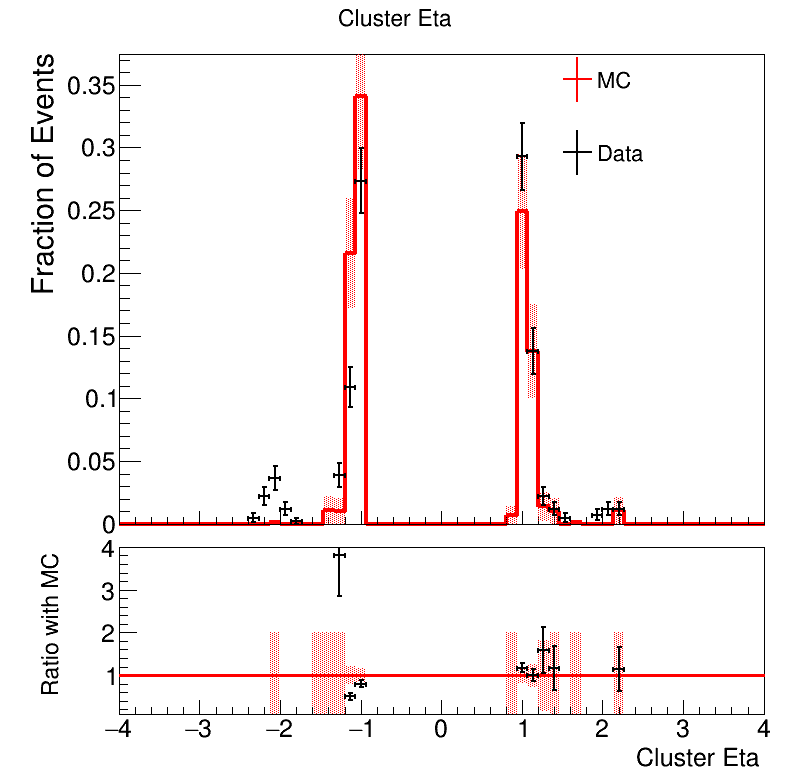 Cluster Eta
Fraction of Events
0.35
0.3
0.25
0.2
0.15
0.1
0.05
0
MC
Data
Ratio with MC
4
3
2
1
−4 −3 −2 −1 0 1 2 3 4
Cluster Eta